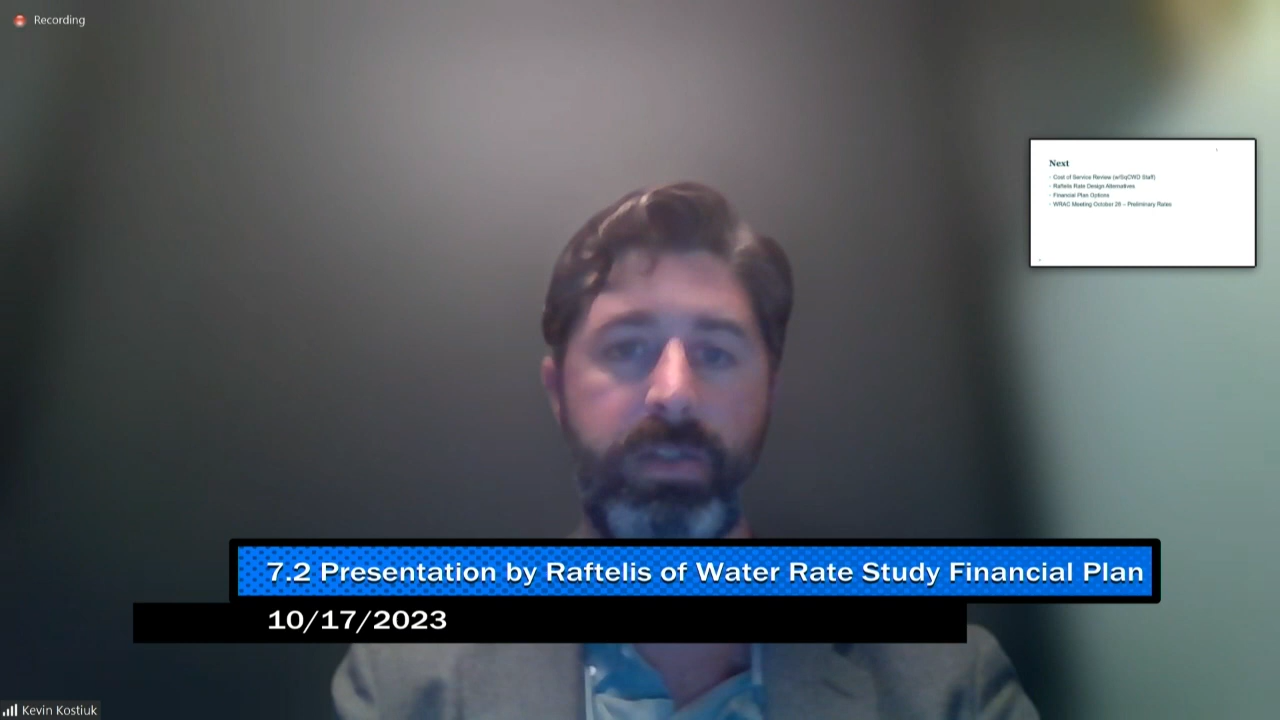 Recording
Next
- Cost of Service Review (w/SqCWD Staff)
- Raftelis Rate Design Alternatives
- Financial Plan Options
- WRAC Meeting October 26 – Preliminary Rates
7.2 Presentation by Raftelis of Water Rate Study Financial Plan
10/17/2023
Kevin Kostiuk